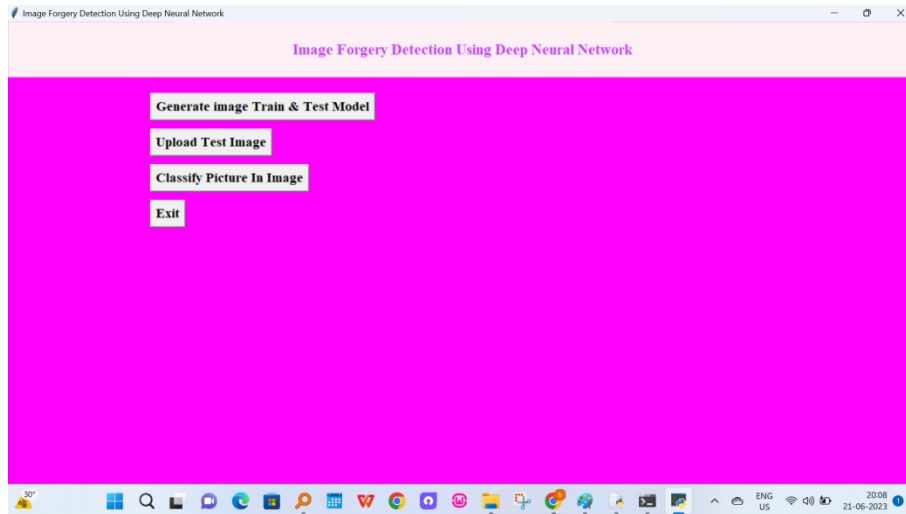 Image Forgery Detection Using Deep Neural Network
Image Forgery Detection Using Deep Neural Network
Generate image Train & Test Model
Upload Test Image
Classify Picture In Image
Exit
30°
ENG
US
20:08
21-06-2023
1